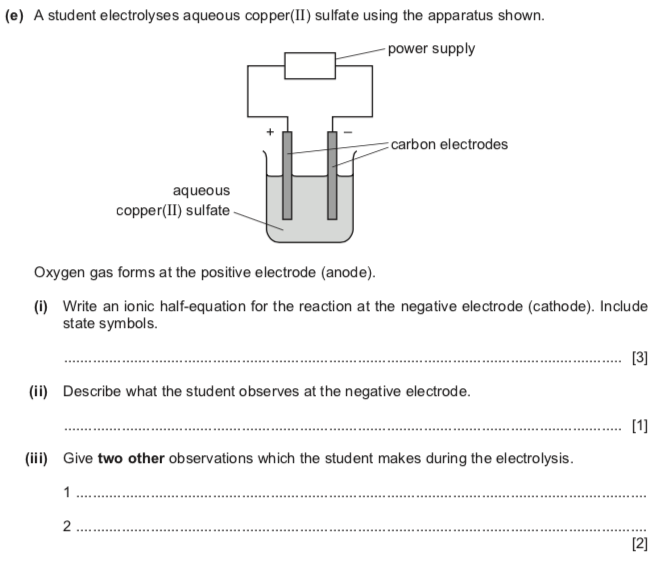 (e) A student electrolyses aqueous copper(II) sulfate using the apparatus shown.
power supply
+ –
carbon electrodes
aqueous
copper(II) sulfate
Oxygen gas forms at the positive electrode (anode).
(i) Write an ionic half-equation for the reaction at the negative electrode (cathode). Include
state symbols.
[3]
(ii) Describe what the student observes at the negative electrode.
[1]
(iii) Give two other observations which the student makes during the electrolysis.
1
2
[2]